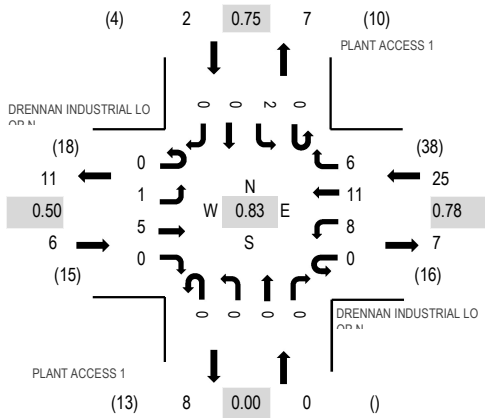 (4) 2 0.75 7 (10)
PLANT ACCESS 1
DRENNAN INDUSTRIAL LO
OP N
0 0 2 0
(18) (38)
0 6
11 25
1 N 11
0.50 W 0.83 E 0.78
5 S 8
6 7
0 0
(15) (16)
0 0 0 0
DRENNAN INDUSTRIAL LO
OP N
PLANT ACCESS 1
(13) 8 0.00 0 ()